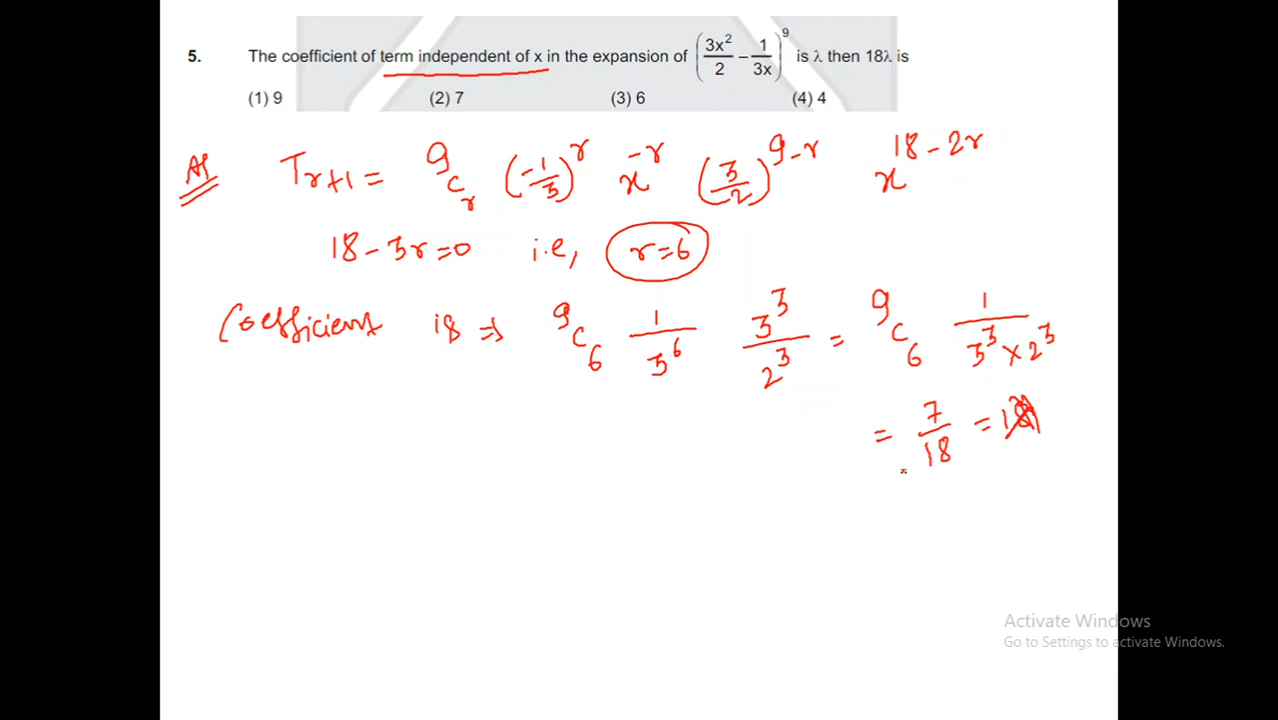 5. The coefficient of term independent of x in the expansion of (3x²/2 − 1/3x)⁹ is λ then 18λ is
(1) 9 (2) 7 (3) 6 (4) 4
T_{r+1} = ⁹C_r (−1/3)^r x^{−r} (3/2)^{9−r} x^{18−2r}
18 − 3r = 0 i.e, r = 6
Coefficient 18 ⇒ ⁹C₆ 1/3⁶ 3³/2³ = ⁹C₆ 1/3³×2³
= 7/18 =
Activate Windows
Go to Settings to activate Windows.